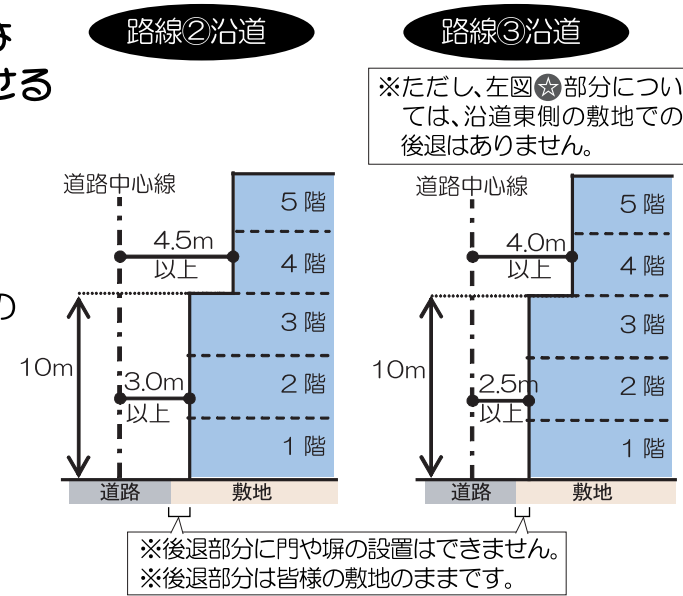 な
せる
の
路線②沿道
道路中心線
4.5m
以上
5階
4階
3階
2階
1階
10m
3.0m
以上
道路
敷地
路線③沿道
※ただし、左図☆部分につい
ては、沿道東側の敷地での
後退はありません。
道路中心線
4.0m
以上
5階
4階
3階
2階
1階
10m
2.5m
以上
道路
敷地
※後退部分に門や塀の設置はできません。
※後退部分は皆様の敷地のままです。